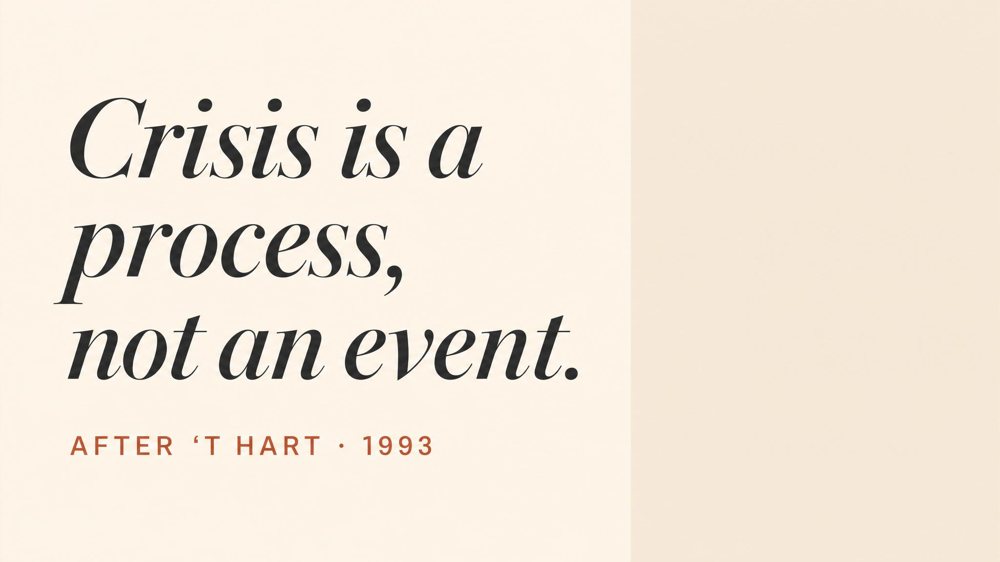 Crisis is a
process,
not an event.
AFTER ‘T HART · 1993